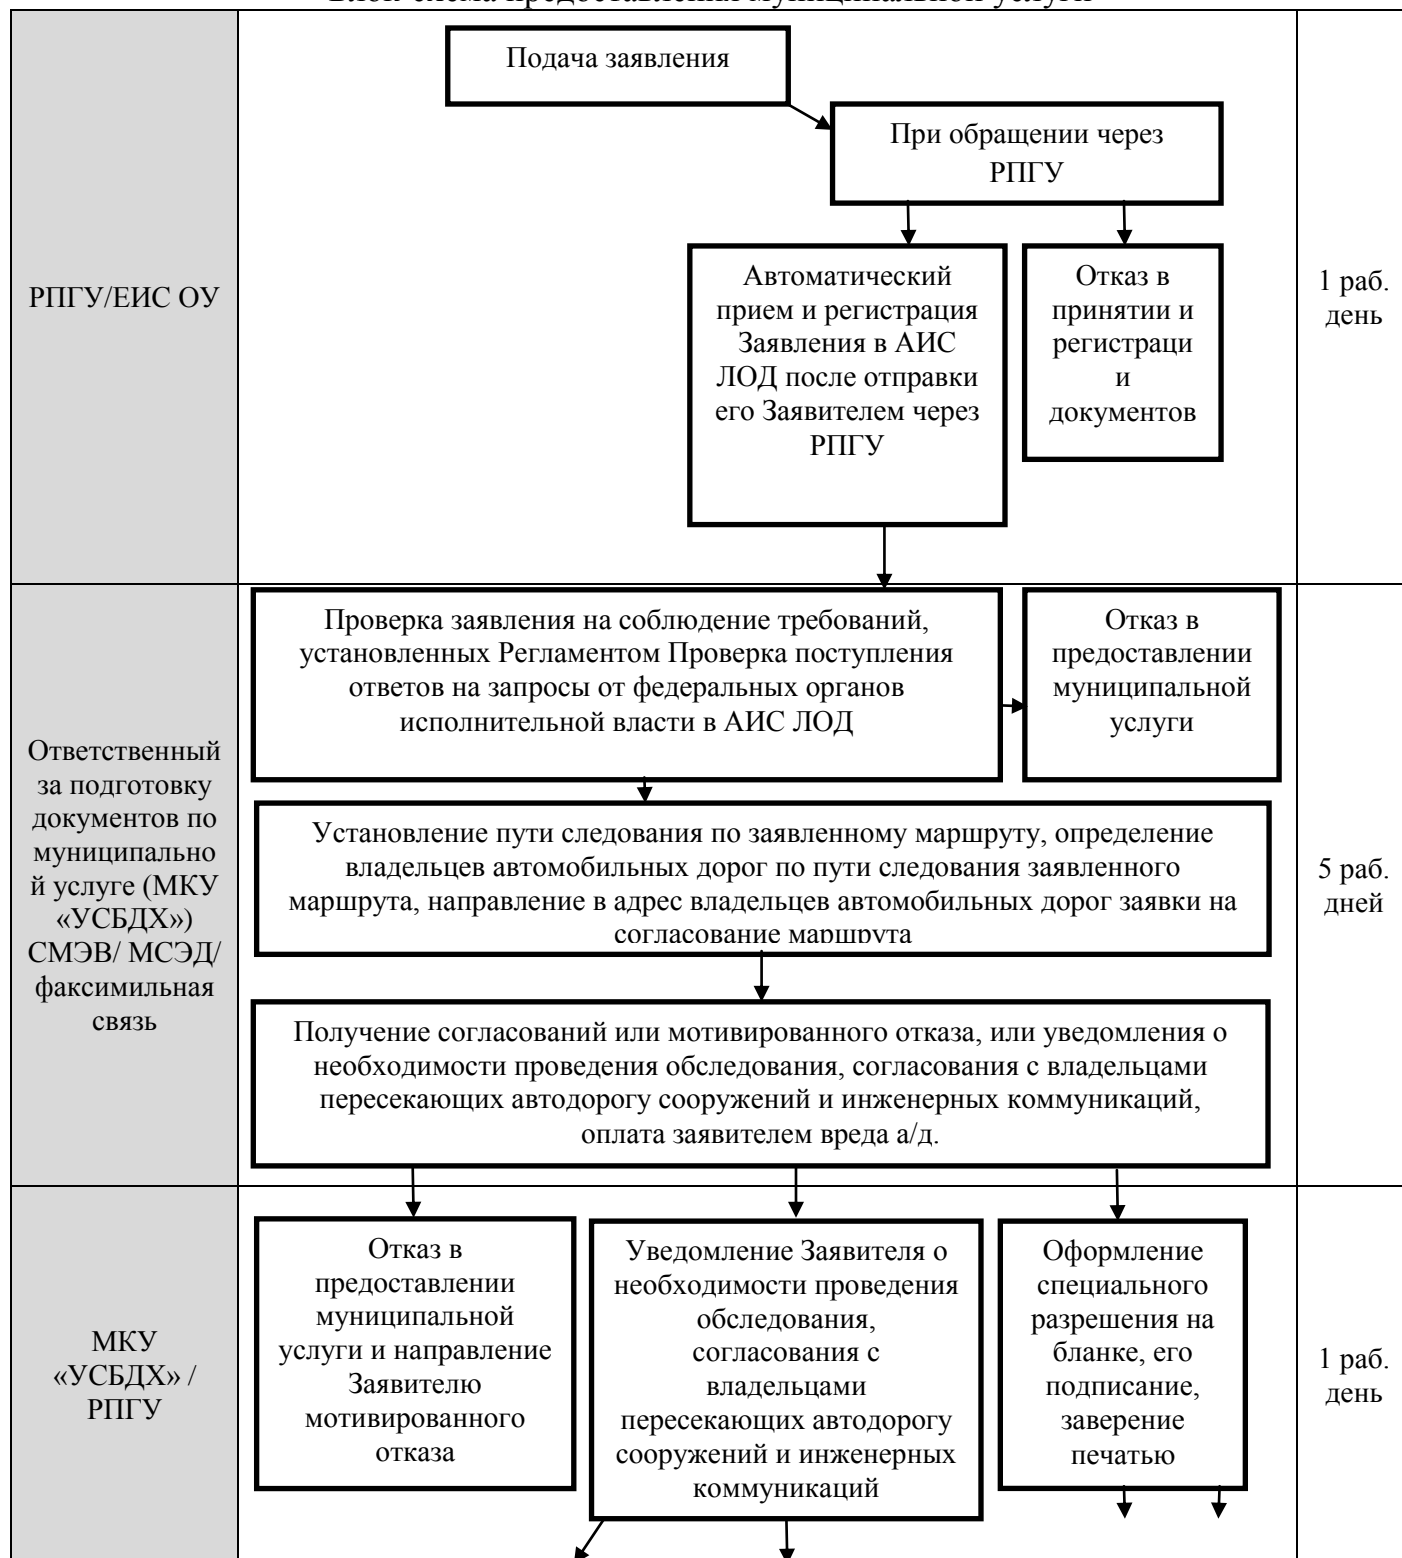 Блок-схема предоставления муниципальной услуги
Подача заявления
При обращении через
РПГУ
РПГУ/ЕИС ОУ
Автоматический
прием и регистрация
Заявления в АИС
ЛОД после отправки
его Заявителем через
РПГУ
Отказ в
принятии и
регистраци
и
документов
1 раб.
день
Ответственный
за подготовку
документов по
муниципально
й услуге (МКУ
«УСБДХ»)
СМЭВ/ МСЭД/
факсимильная
связь
Проверка заявления на соблюдение требований,
установленных Регламентом Проверка поступления
ответов на запросы от федеральных органов
исполнительной власти в АИС ЛОД
Отказ в
предоставлении
муниципальной
услуги
Установление пути следования по заявленному маршруту, определение
владельцев автомобильных дорог по пути следования заявленного
маршрута, направление в адрес владельцев автомобильных дорог заявки на
согласование маршрута
Получение согласований или мотивированного отказа, или уведомления о
необходимости проведения обследования, согласования с владельцами
пересекающих автодорогу сооружений и инженерных коммуникаций,
оплата заявителем вреда а/д.
5 раб.
дней
МКУ
«УСБДХ» /
РПГУ
Отказ в
предоставлении
муниципальной
услуги и направление
Заявителю
мотивированного
отказа
Уведомление Заявителя о
необходимости проведения
обследования,
согласования с
владельцами
пересекающих автодорогу
сооружений и инженерных
коммуникаций
Оформление
специального
разрешения на
бланке, его
подписание,
заверение
печатью
1 раб.
день